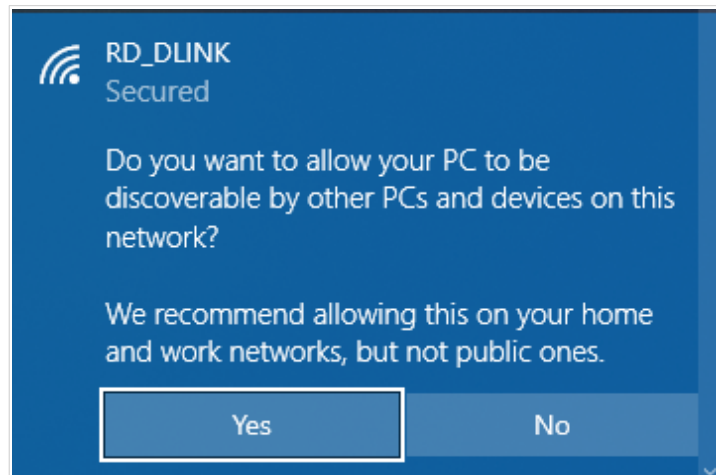 RD_DLINK
Secured
Do you want to allow your PC to be
discoverable by other PCs and devices on this
network?
We recommend allowing this on your home
and work networks, but not public ones.
Yes
No